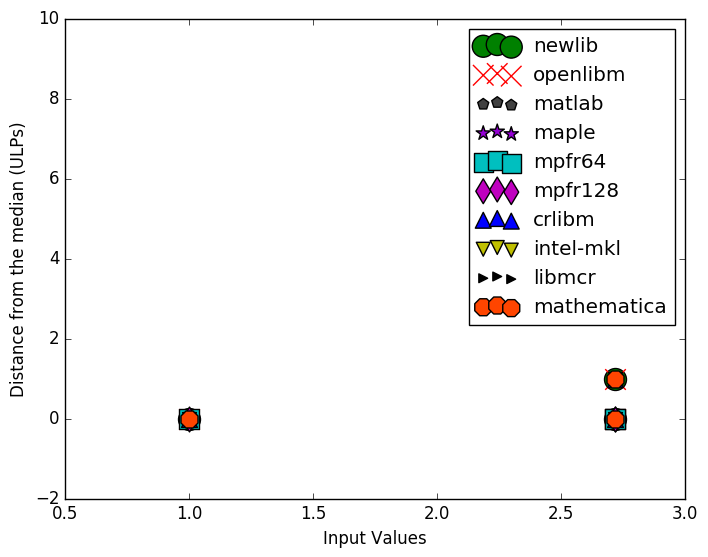 10
8
6
4
2
0
−2
0.5
1.0
1.5
2.0
2.5
3.0
Distance from the median (ULPs)
Input Values
newlib
openlibm
matlab
maple
mpfr64
mpfr128
crlibm
intel-mkl
libmcr
mathematica